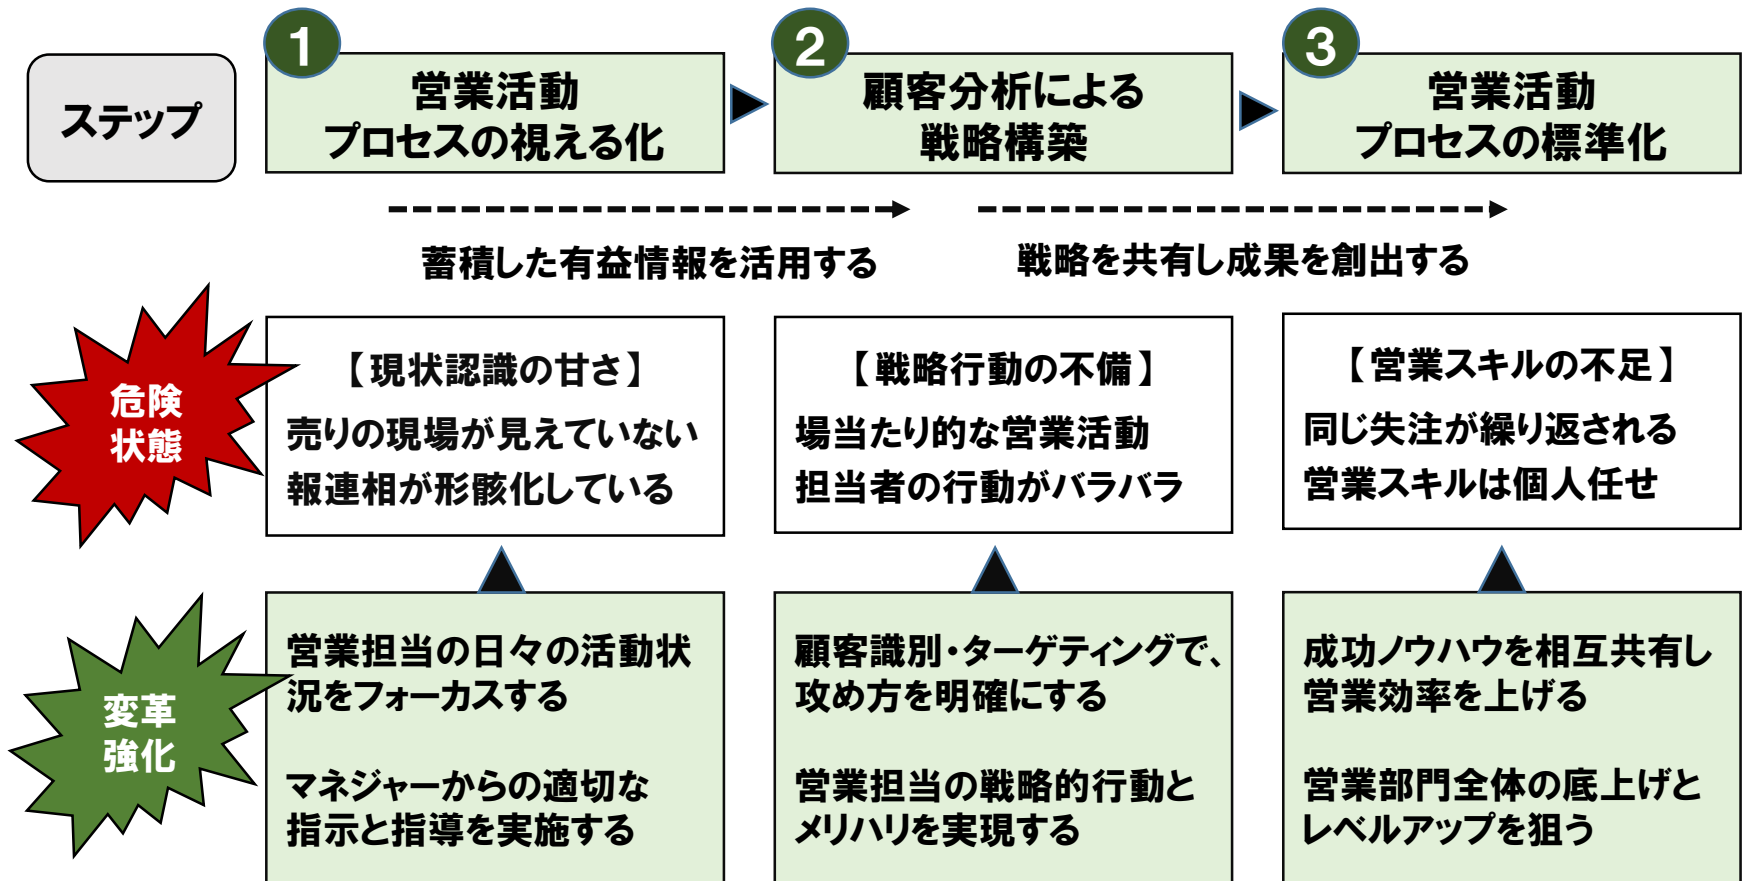 ステップ
1
営業活動
プロセスの視える化
2
顧客分析による
戦略構築
3
営業活動
プロセスの標準化
蓄積した有益情報を活用する
戦略を共有し成果を創出する
危険
状態
【現状認識の甘さ】
売りの現場が見えていない
報連相が形骸化している
【戦略行動の不備】
場当たり的な営業活動
担当者の行動がバラバラ
【営業スキルの不足】
同じ失注が繰り返される
営業スキルは個人任せ
変革
強化
営業担当の日々の活動状
況をフォーカスする
マネジャーからの適切な
指示と指導を実施する
顧客識別・ターゲティングで、
攻め方を明確にする
営業担当の戦略的行動と
メリハリを実現する
成功ノウハウを相互共有し
営業効率を上げる
営業部門全体の底上げと
レベルアップを狙う